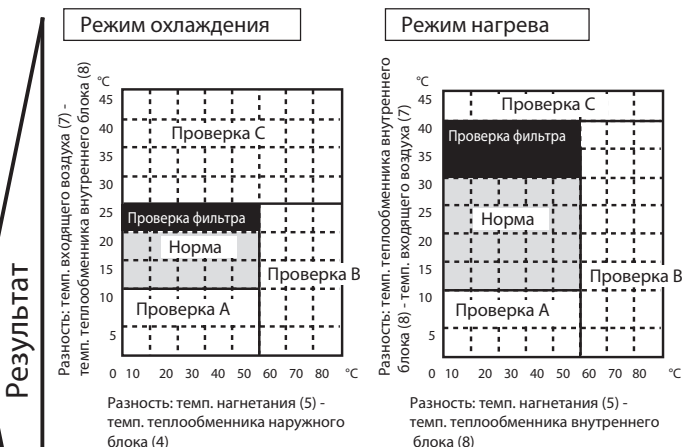 Режим охлаждения
Режим нагрева
Результат
Разность: темп. входящего воздуха (7) -
темп. теплообменника внутреннего блока (8)
°C
45
40
35
30
25
20
15
10
5
Проверка C
Проверка фильтра
Норма
Проверка B
Проверка A
0 10 20 30 40 50 60 70 80 °C
Разность: темп. нагнетания (5) -
темп. теплообменника наружного
блока (4)
Разность: темп. теплообменника внутреннего
блока (8) - темп. входящего воздуха (7)
°C
45
40
35
30
25
20
15
10
5
Проверка C
Проверка фильтра
Норма
Проверка B
Проверка A
0 10 20 30 40 50 60 70 80 °C
Разность: темп. нагнетания (5) -
темп. теплообменника внутреннего
блока (8)